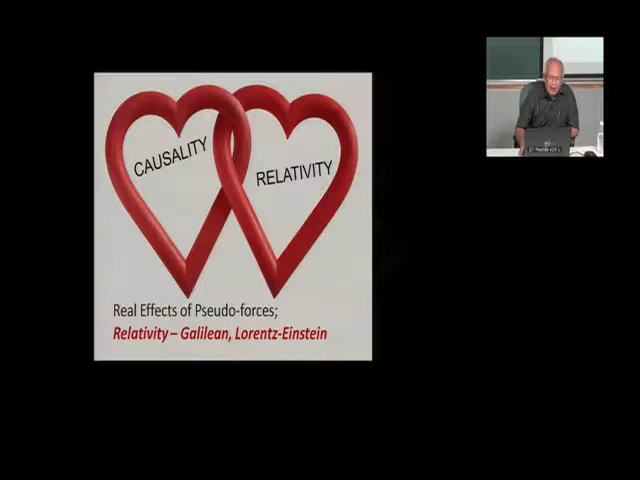 CAUSALITY
RELATIVITY
Real Effects of Pseudo-forces;
Relativity – Galilean, Lorentz-Einstein